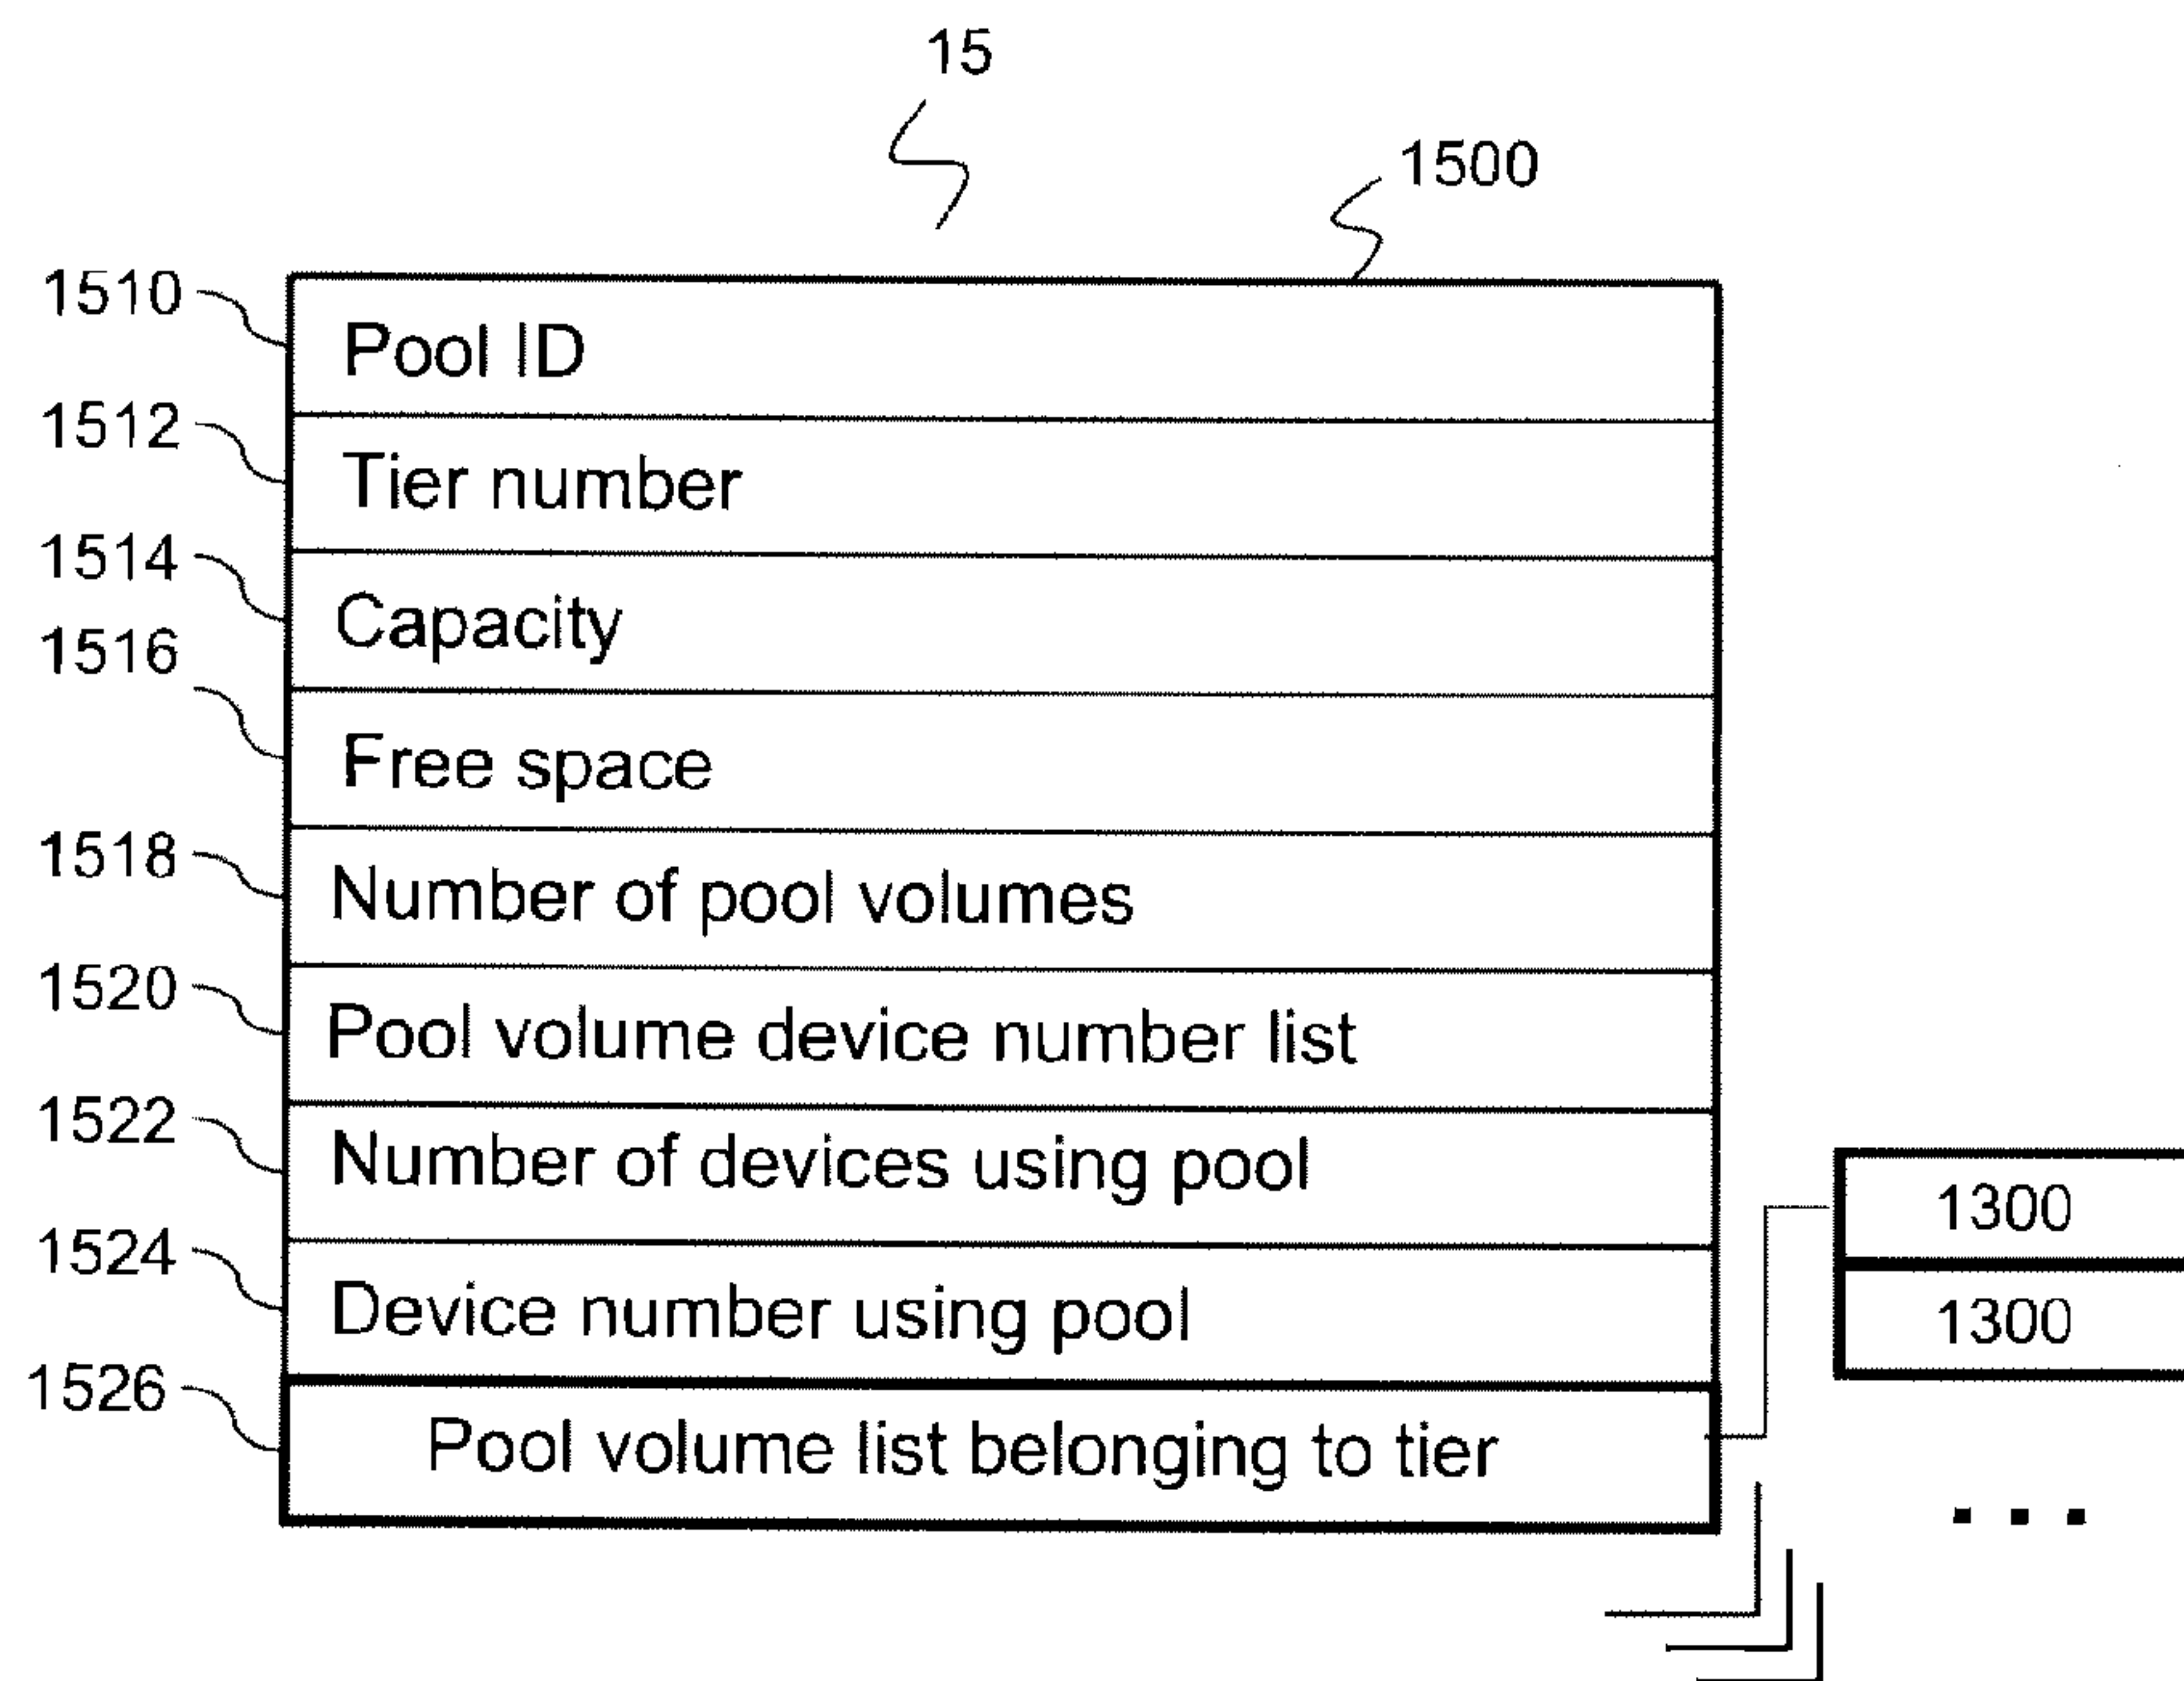 15
1500
1510
Pool ID
1512
Tier number
1514
Capacity
1516
Free space
1518
Number of pool volumes
1520
Pool volume device number list
1522
Number of devices using pool
1300
1524
Device number using pool
1300
1526
Pool volume list belonging to tier
...